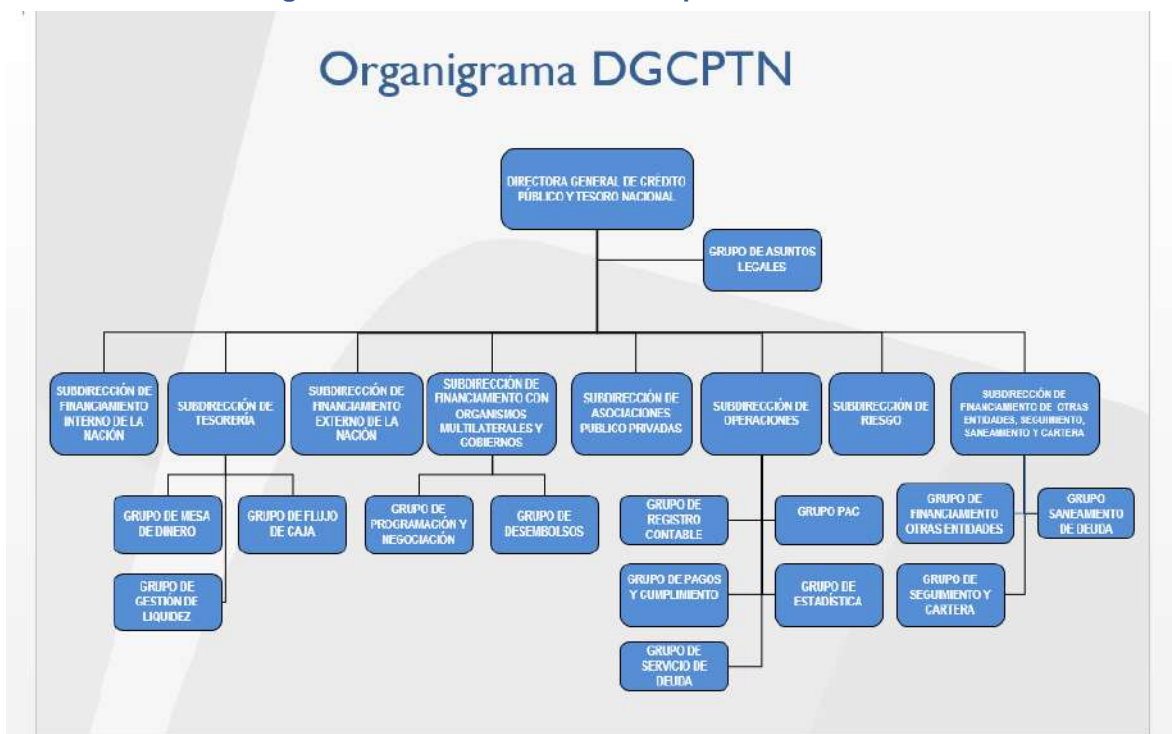 Organigrama DGCPTN
DIRECTORA GENERAL DE CRÉDITO
PÚBLICO Y TESORO NACIONAL
GRUPO DE ASUNTOS
LEGALES
SUBDIRECCIÓN DE
FINANCIAMIENTO
INTERNO DE LA
NACIÓN
SUBDIRECCIÓN DE
TESORERÍA
SUBDIRECCIÓN DE
FINANCIAMIENTO
EXTERNO DE LA
NACIÓN
SUBDIRECCIÓN DE
FINANCIAMIENTO CON
ORGANISMOS
MULTILATERALES Y
GOBIERNOS
SUBDIRECCIÓN DE
ASOCIACIONES
PUBLICO PRIVADAS
SUBDIRECCIÓN DE
OPERACIONES
SUBDIRECCIÓN DE
RIESGO
SUBDIRECCIÓN DE
FINANCIAMIENTO DE OTRAS
ENTIDADES, SEGUIMIENTO,
SANEAMIENTO Y CARTERA
GRUPO DE MESA
DE DINERO
GRUPO DE FLUJO
DE CAJA
GRUPO DE
PROGRAMACIÓN Y
NEGOCIACIÓN
GRUPO DE
DESEMBOLSOS
GRUPO DE
REGISTRO
CONTABLE
GRUPO PAC
GRUPO DE
FINANCIAMIENTO
OTRAS ENTIDADES
GRUPO
SANEAMIENTO
DE DEUDA
GRUPO DE
GESTIÓN DE
LIQUIDEZ
GRUPO DE PAGOS
Y CUMPLIMIENTO
GRUPO DE
ESTADÍSTICA
GRUPO DE
SEGUIMIENTO Y
CARTERA
GRUPO DE
SERVICIO DE
DEUDA